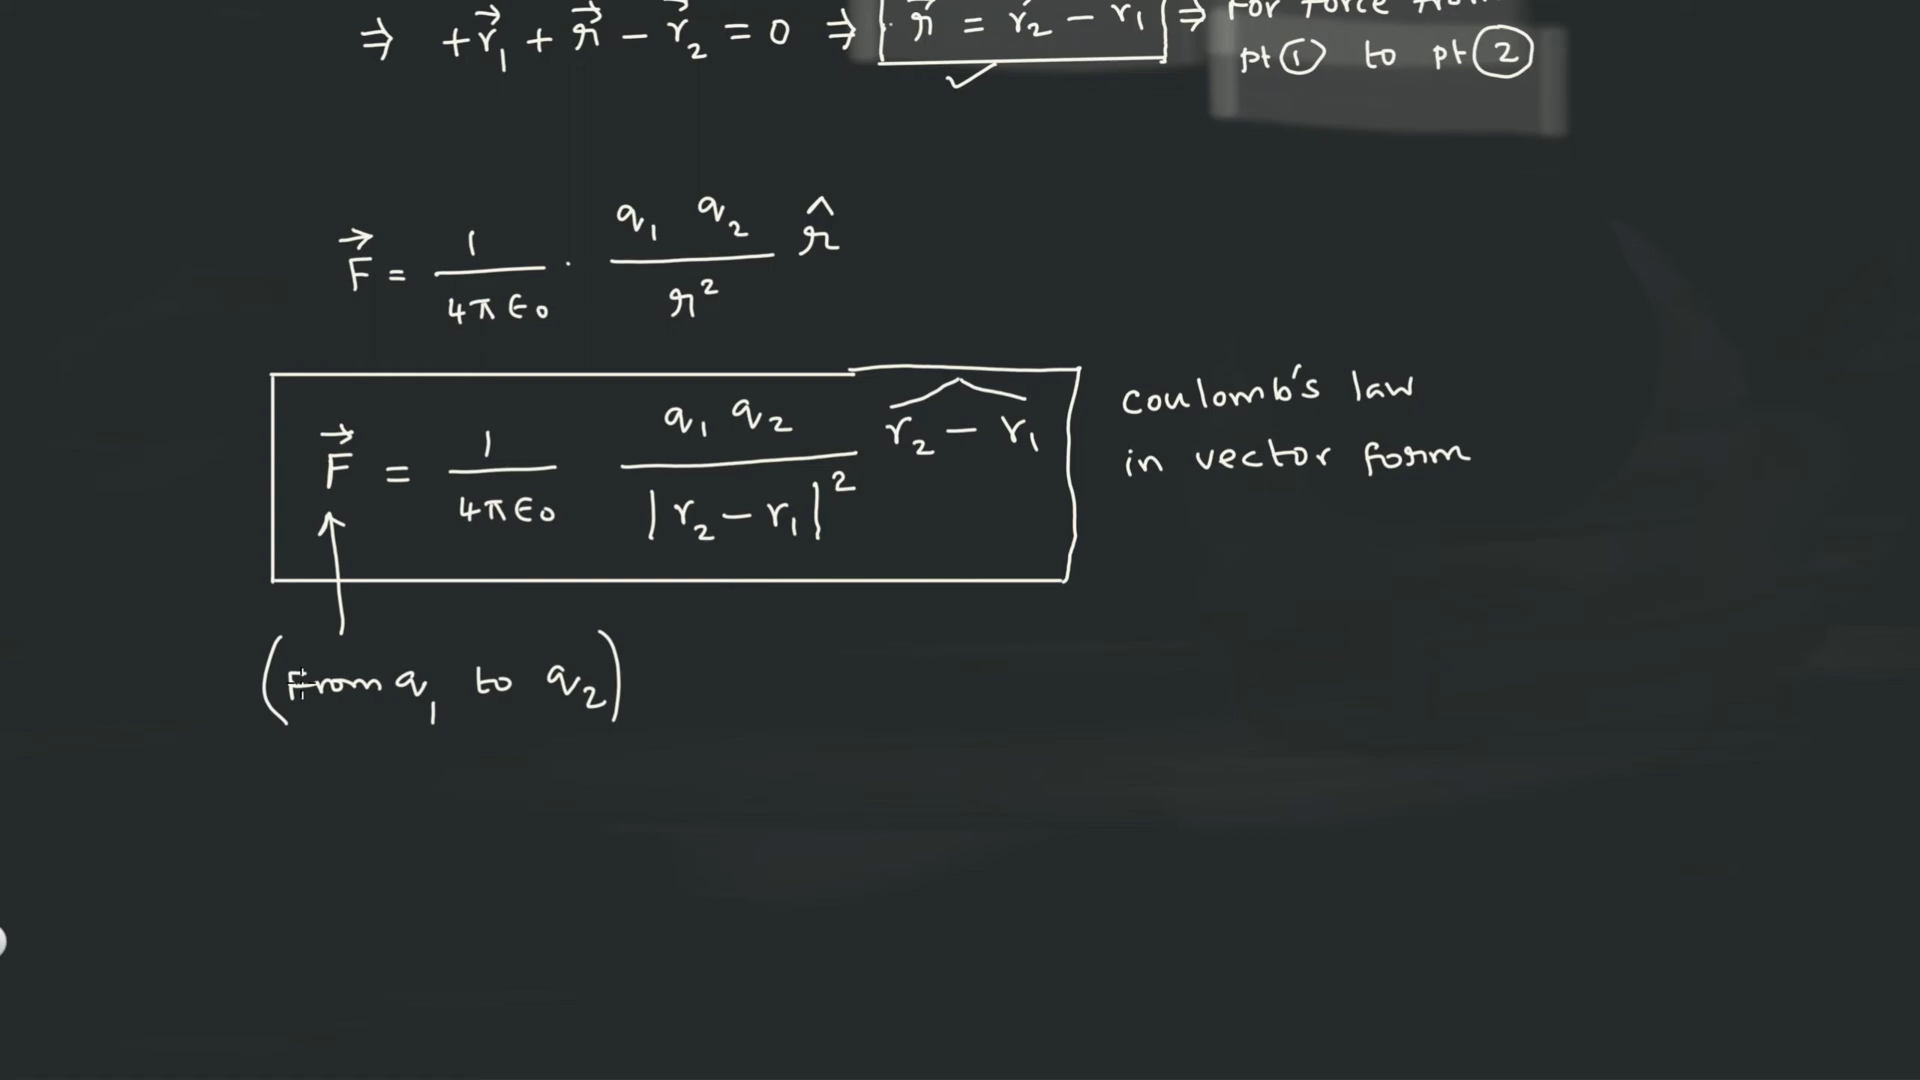 ⇒ +r⃗₁ + r⃗ − r⃗₂ = 0 ⇒ r⃗ = r₂ − r₁ ⇒ For force
pt ① to pt ②
F⃗ = 1/4πϵ₀ · q₁ q₂/r² r̂
F⃗ = 1/4πϵ₀ q₁ q₂/|r₂ − r₁|² r₂ − r₁^
Coulomb's law
in vector form
(From q₁ to q₂)